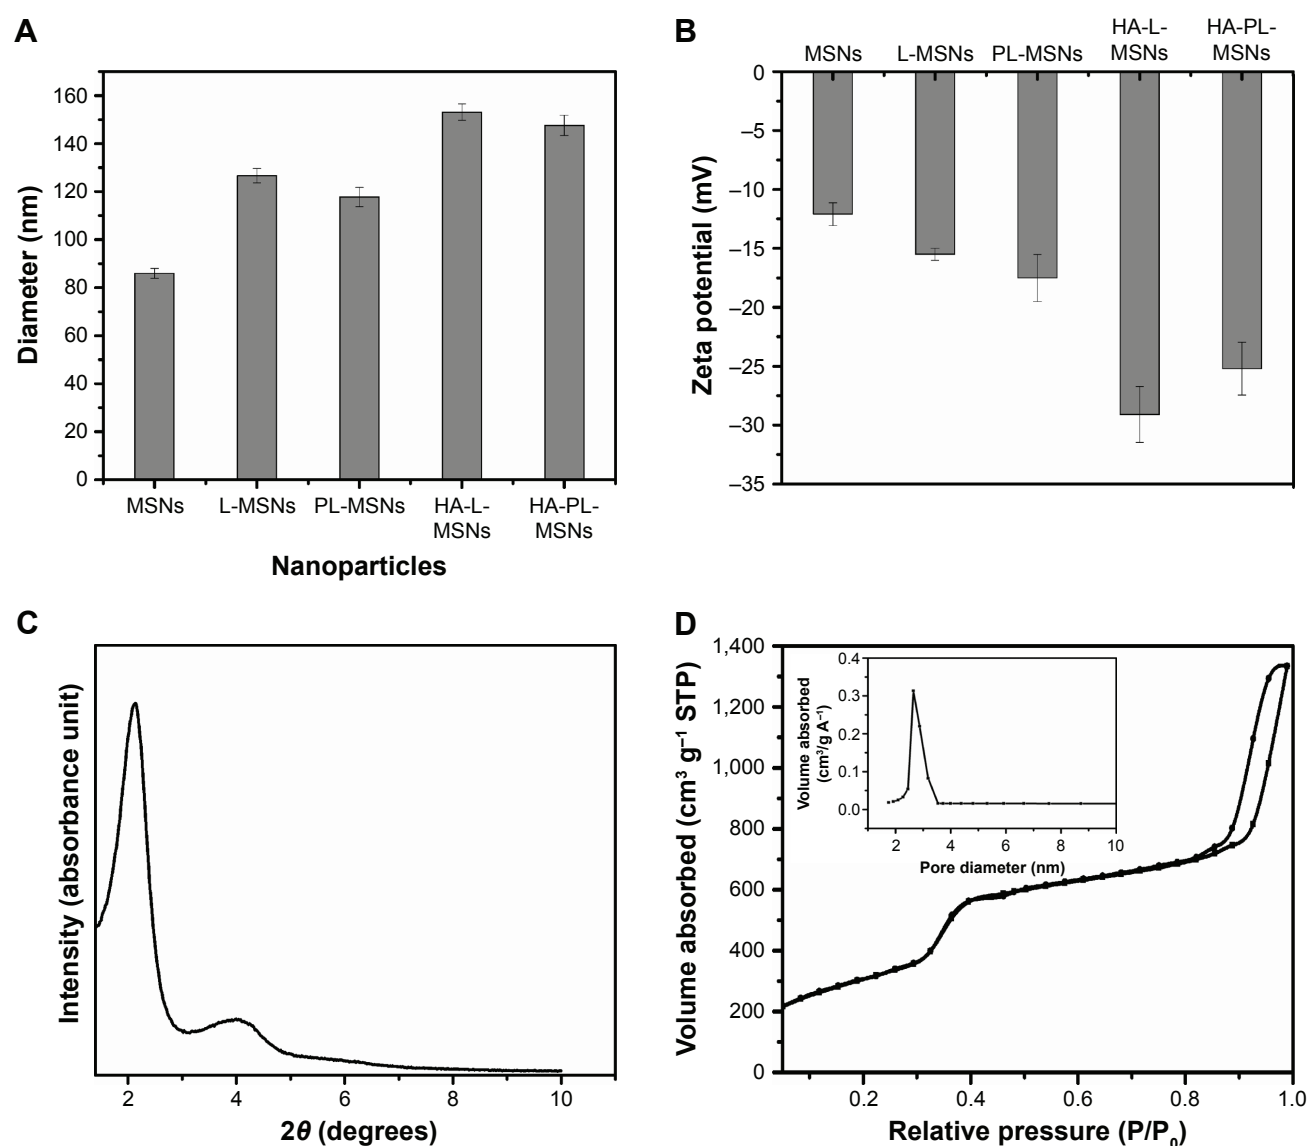 A
Diameter (nm)
160
140
120
100
80
60
40
20
0
MSNs L-MSNs PL-MSNs HA-L- HA-PL-
MSNs MSNs
Nanoparticles
B
HA-L- HA-PL-
MSNs L-MSNs PL-MSNs MSNs MSNs
Zeta potential (mV)
0
–5
–10
–15
–20
–25
–30
–35
C
Intensity (absorbance unit)
2 4 6 8 10
2θ (degrees)
D
Volume absorbed (cm³ g⁻¹ STP)
1,400
1,200
1,000
800
600
400
200
0
0.2 0.4 0.6 0.8 1.0
Relative pressure (P/P₀)
Volume absorbed
(cm³/g A⁻¹)
0.4
0.3
0.2
0.1
0.0
2 4 6 8 10
Pore diameter (nm)